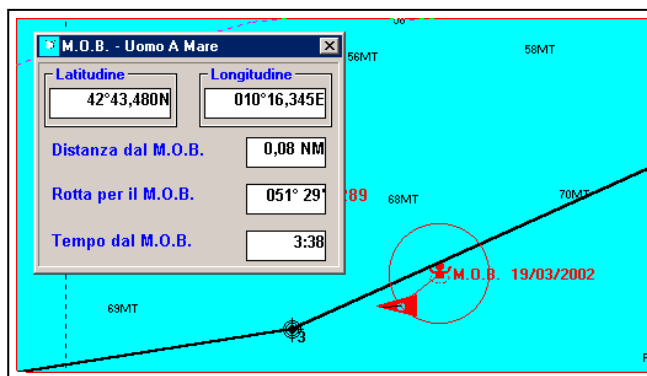 M.O.B. - Uomo A Mare
Latitudine
Longitudine
42°43,480N
010°16,345E
Distanza dal M.O.B.
0,08 NM
Rotta per il M.O.B.
051° 29'
Tempo dal M.O.B.
3:38
56MT
58MT
289
68MT
70MT
M.O.B. 19/03/2002
69MT
3